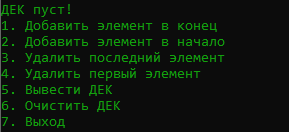 ДЕК пуст!
1. Добавить элемент в конец
2. Добавить элемент в начало
3. Удалить последний элемент
4. Удалить первый элемент
5. Вывести ДЕК
6. Очистить ДЕК
7. Выход